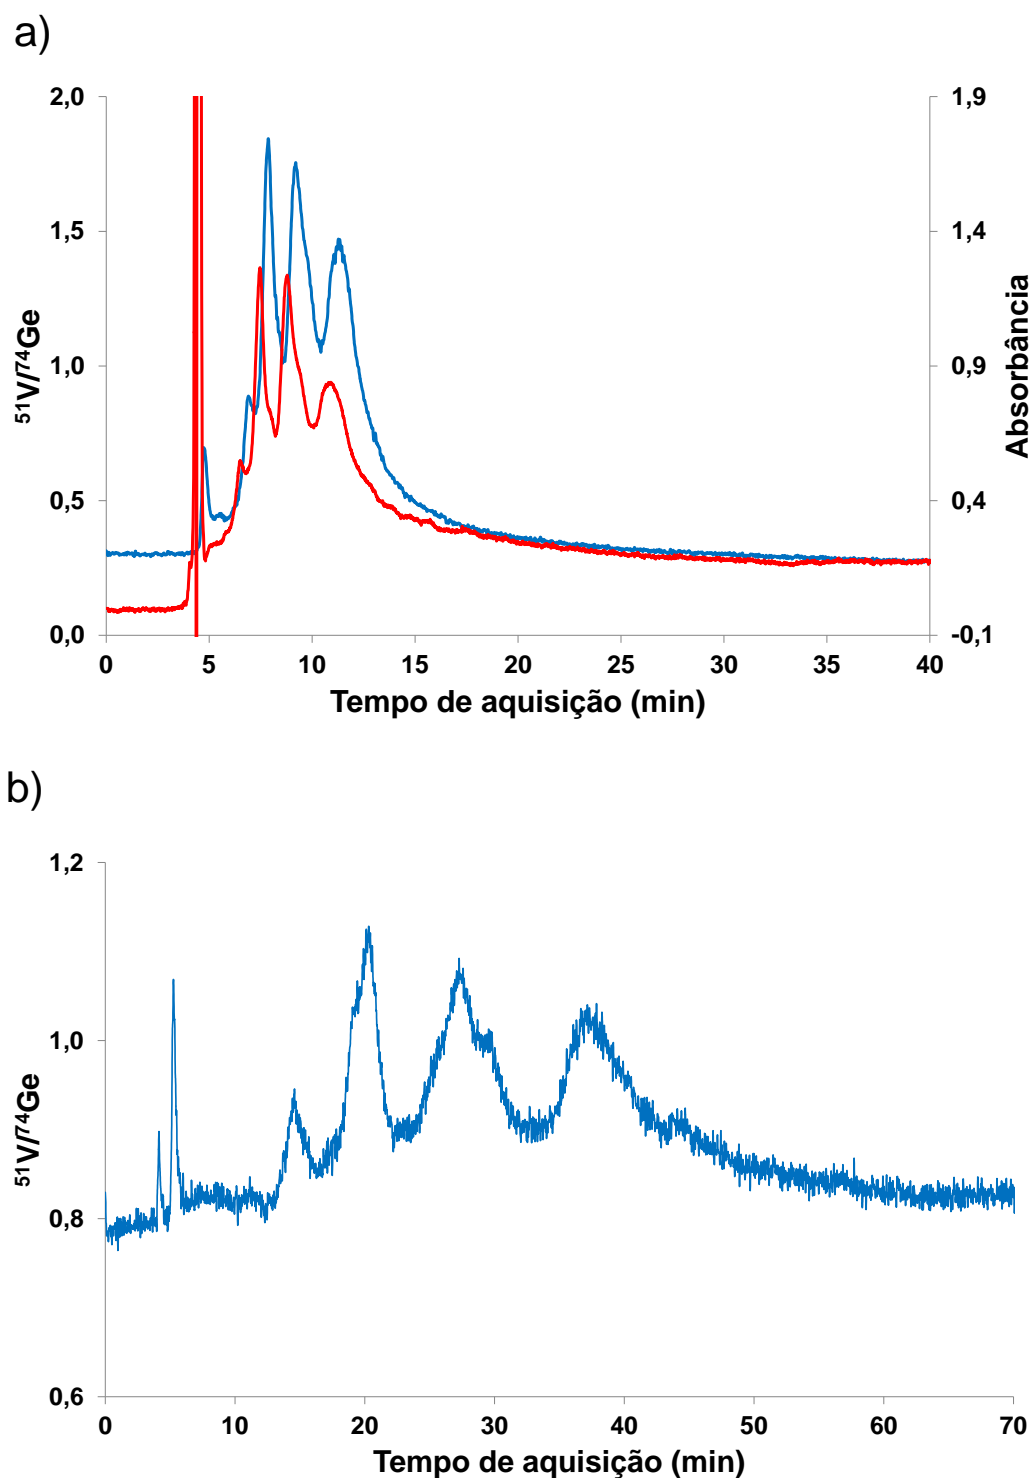 a)
2,0
1,5
1,0
0,5
0,0
⁵¹V/⁷⁴Ge
1,9
1,4
0,9
0,4
-0,1
Absorbância
0 5 10 15 20 25 30 35 40
Tempo de aquisição (min)
b)
1,2
1,0
0,8
0,6
⁵¹V/⁷⁴Ge
0 10 20 30 40 50 60 70
Tempo de aquisição (min)